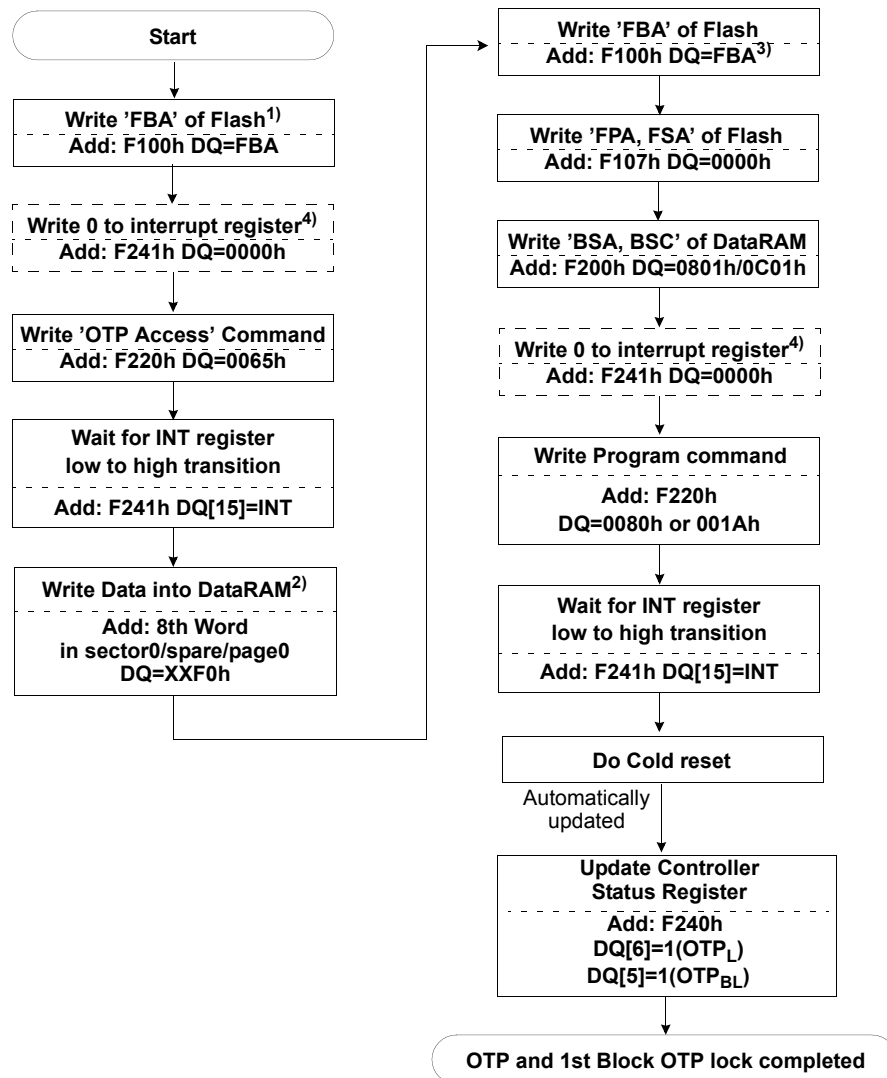 Start
Write ’FBA’ of Flash1)
Add: F100h DQ=FBA
Write 0 to interrupt register4)
Add: F241h DQ=0000h
Write ’OTP Access’ Command
Add: F220h DQ=0065h
Wait for INT register
low to high transition
Add: F241h DQ[15]=INT
Write Data into DataRAM2)
Add: 8th Word
in sector0/spare/page0
DQ=XXF0h
Write ’FBA’ of Flash
Add: F100h DQ=FBA3)
Write ’FPA, FSA’ of Flash
Add: F107h DQ=0000h
Write ’BSA, BSC’ of DataRAM
Add: F200h DQ=0801h/0C01h
Write 0 to interrupt register4)
Add: F241h DQ=0000h
Write Program command
Add: F220h
DQ=0080h or 001Ah
Wait for INT register
low to high transition
Add: F241h DQ[15]=INT
Do Cold reset
Automatically
updated
Update Controller
Status Register
Add: F240h
DQ[6]=1(OTPL)
DQ[5]=1(OTPBL)
OTP and 1st Block OTP lock completed